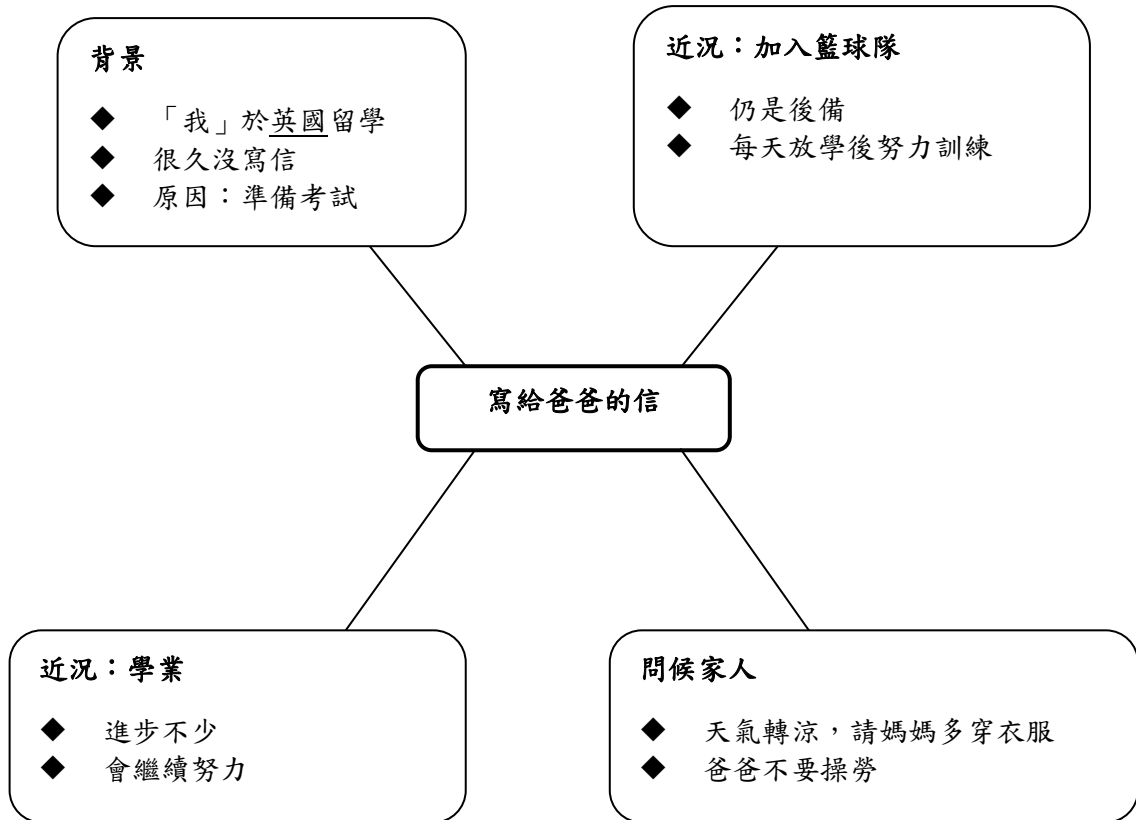 背景
◆ 「我」於英國留學
◆ 很久沒寫信
◆ 原因：準備考試
近況：加入籃球隊
◆ 仍是後備
◆ 每天放學後努力訓練
寫給爸爸的信
近況：學業
◆ 進步不少
◆ 會繼續努力
問候家人
◆ 天氣轉涼，請媽媽多穿衣服
◆ 爸爸不要操勞